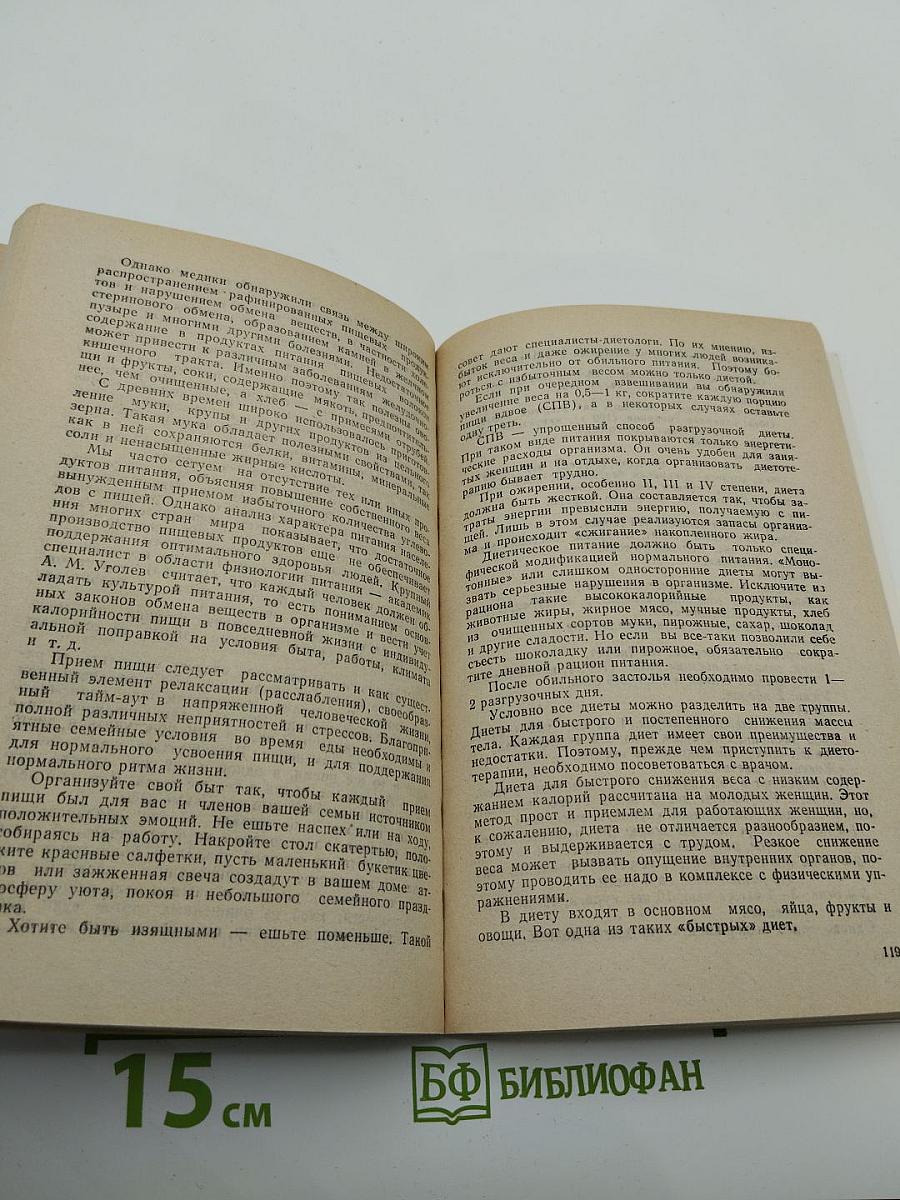 Однако медики обнаружили связь между широким
распространением рафинированных пищевых продук-
тов и нарушением обмена веществ, в частности холе-
стеринового обмена, образованием камней в желчном
пузыре и многими другими болезнями. Недостаточное
содержание в продуктах питания пищевых волокон
может привести к различным заболеваниям желудочно-
кишечного тракта. Именно поэтому так полезны ово-
щи и фрукты, соки, содержащие мякоть, предпочтитель-
нее, чем очищенные, а хлеб — с примесями отрубей.
С древних времен широко использовалось приготов-
ление муки, крупы и других продуктов из цельного
зерна. Такая мука обладает полезными свойствами, так
как в ней сохраняются белки, витамины, минеральные
соли и ненасыщенные жирные кислоты.
Мы часто сетуем на отсутствие тех или иных про-
дуктов питания, объясняя повышение собственного веса
вынужденным приемом избыточного количества углево-
дов с пищей. Однако анализ характера питания населе-
ния многих стран мира показывает, что достаточное
производство пищевых продуктов еще не обеспечивает
поддержания оптимального здоровья людей. Крупный
специалист в области физиологии питания — академик
А. М. Уголев считает, что каждый человек должен об-
ладать культурой питания, то есть пониманием основ-
ных законов обмена веществ в организме и вести учет
калорийности пищи в повседневной жизни с индивиду-
альной поправкой на условия быта, работы, климата
и т. д.
Прием пищи следует рассматривать и как сущест-
венный элемент релаксации (расслабления), своеобраз-
ный тайм-аут в напряженной человеческой жизни,
полной различных неприятностей и стрессов. Благопри-
ятные семейные условия во время еды необходимы и
для нормального усвоения пищи, и для поддержания
нормального ритма жизни.
Организуйте свой быт так, чтобы каждый прием
пищи был для вас и членов вашей семьи источником
положительных эмоций. Не ешьте наспех или на ходу,
собираясь на работу. Накройте стол скатертью, поло-
жите красивые салфетки, пусть маленький букетик цве-
ов или зажженная свеча создадут в вашем доме ат-
осферу уюта, покоя и небольшого семейного празд-
ика.
Хотите быть изящными — ешьте поменьше. Такой
совет дают специалисты-диетологи. По их мнению, из-
быток веса и даже ожирение у многих людей возника-
ют исключительно от обильного питания. Поэтому бо-
роться с избыточным весом можно только диетой.
Если при очередном взвешивании вы обнаружили
увеличение веса на 0,5—1 кг, сократите каждую порцию
пищи вдвое (СПВ), а в некоторых случаях оставьте
одну треть.
СПВ — упрощенный способ разгрузочной диеты.
При таком виде питания покрываются только энергети-
ческие расходы организма. Он очень удобен для заня-
тых женщин и на отдыхе, когда организовать диетоте-
рапию бывает трудно.
При ожирении, особенно II, III и IV степени, диета
должна быть жесткой. Она составляется так, чтобы за-
траты энергии превысили энергию, получаемую с пи-
щей. Лишь в этом случае реализуются запасы организ-
ма и происходит «сжигание» накопленного жира.
Диетическое питание должно быть только специ-
фической модификацией нормального питания. «Моно-
тонные» или слишком односторонние диеты могут вы-
звать серьезные нарушения в организме. Исключите из
рациона такие высококалорийные продукты, как
животные жиры, жирное мясо, мучные продукты, хлеб
из очищенных сортов муки, пирожные, сахар, шоколад
и другие сладости. Но если вы все-таки позволили себе
съесть шоколадку или пирожное, обязательно сокра-
тите дневной рацион питания.
После обильного застолья необходимо провести 1—
2 разгрузочных дня.
Условно все диеты можно разделить на две группы.
Диеты для быстрого и постепенного снижения массы
тела. Каждая группа диет имеет свои преимущества и
недостатки. Поэтому, прежде чем приступить к дието-
терапии, необходимо посоветоваться с врачом.
Диета для быстрого снижения веса с низким содер-
жанием калорий рассчитана на молодых женщин. Этот
метод прост и приемлем для работающих женщин, но,
к сожалению, диета не отличается разнообразием, по-
этому и выдерживается с трудом. Резкое снижение
веса может вызвать опущение внутренних органов, по-
этому проводить ее надо в комплексе с физическими уп-
ражнениями.
В диету входят в основном мясо, яйца, фрукты и
овощи. Вот одна из таких «быстрых» диет.
119
15 см
БФ БИБЛИОФАН